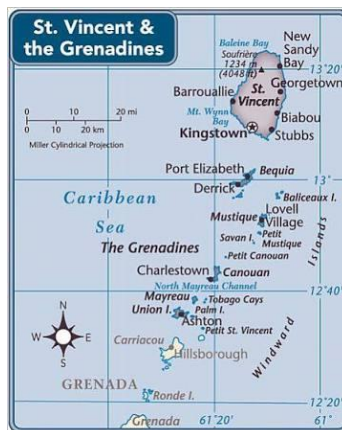 St. Vincent &
the Grenadines
Baleine Bay
New
Sandy
Bay
Soufrière
1234 m
(4048 ft)
13°20
Georgetown
St.
Vincent
Barrouallie
Mt. Wynn
Bay
Biabou
Kingstown
Stubbs
0 10 20 mi
0 10 20 km
Miller Cylindrical Projection
Port Elizabeth
Bequia
13°
Derrick
Baliceaux I.
Caribbean
Sea
Lovell
Village
Mustique
Savan I.
Petit
Mustique
The Grenadines
Petit Canouan
Islands
Charlestown
Canouan
North Mayreau Channel
12°40
Mayreau
Tobago Cays
Union I.
Palm I.
Ashton
Petit St. Vincent
Windward
N
W E
S
Carriacou
Hillsborough
GRENADA
Ronde I.
12°20
Grenada
61°20
61°